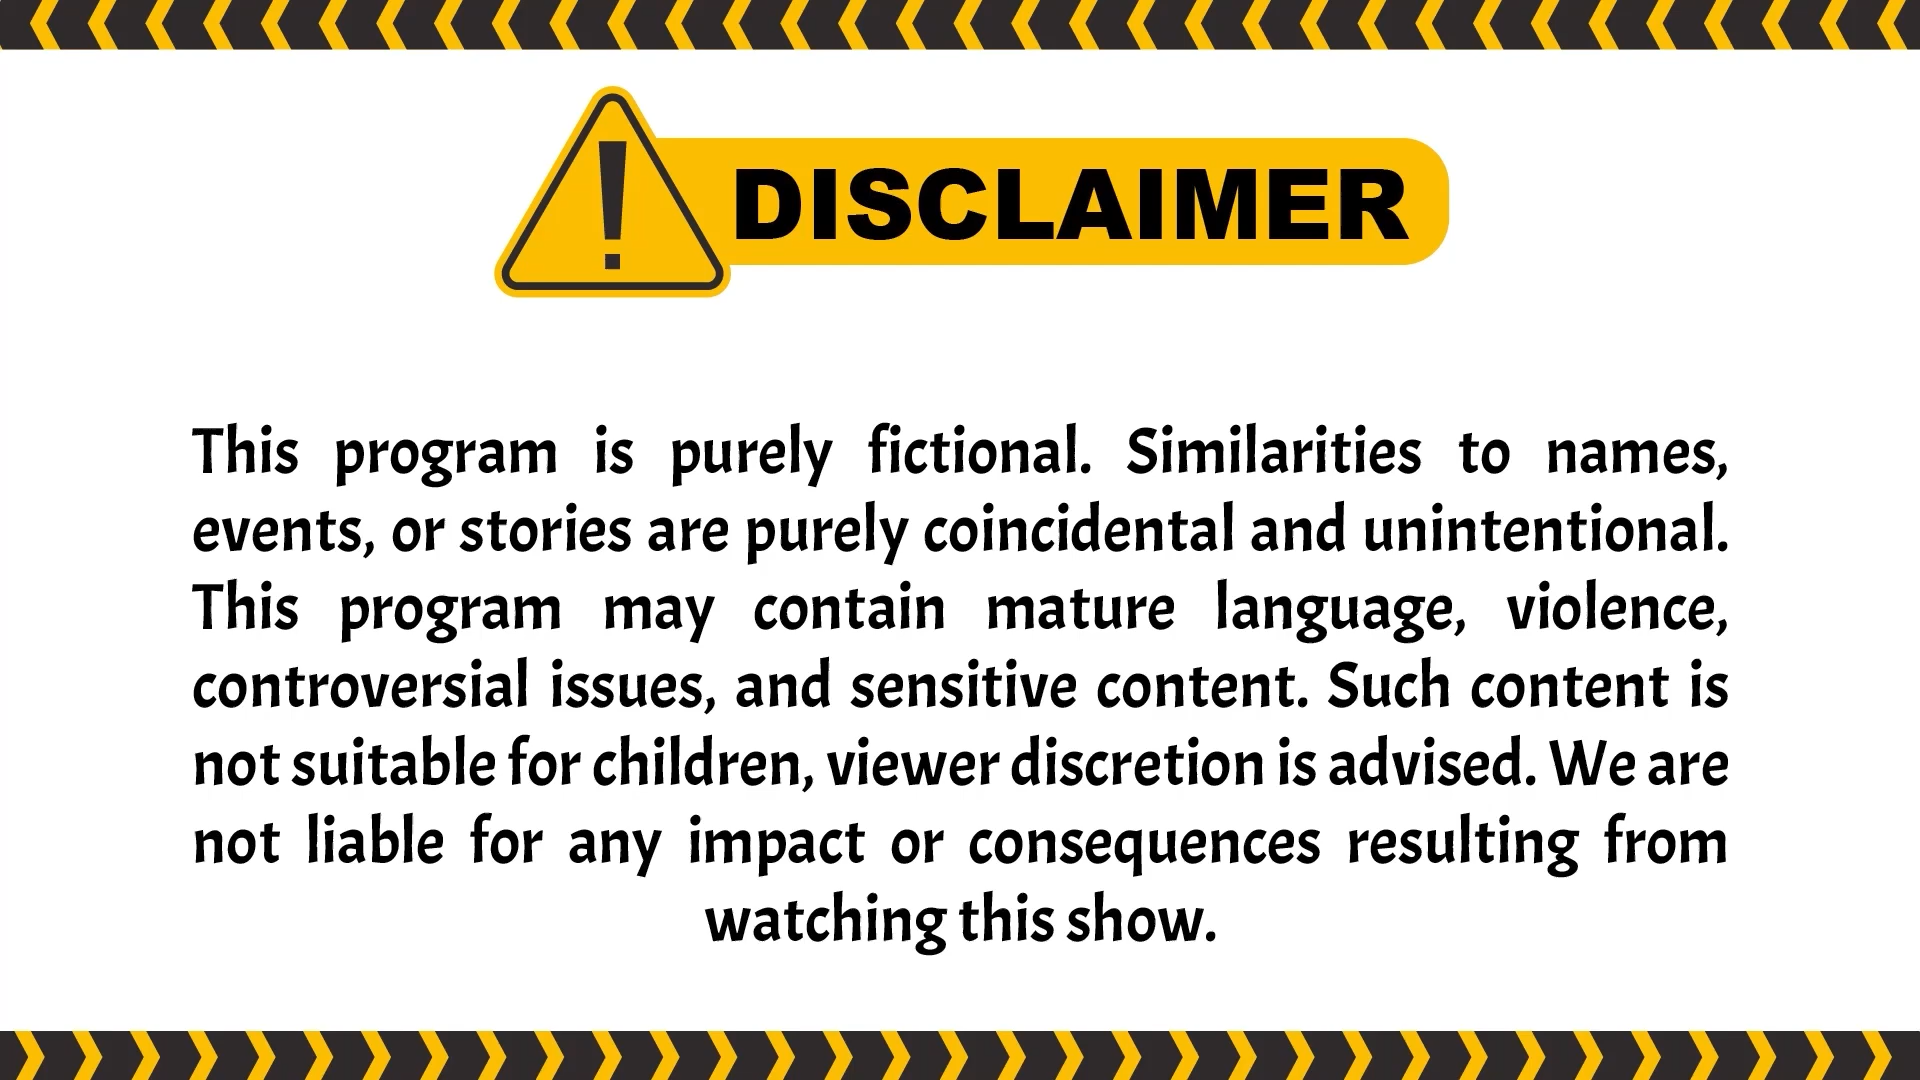 DISCLAIMER
This program is purely fictional. Similarities to names,
events, or stories are purely coincidental and unintentional.
This program may contain mature language, violence,
controversial issues, and sensitive content. Such content is
not suitable for children, viewer discretion is advised. We are
not liable for any impact or consequences resulting from
watching this show.